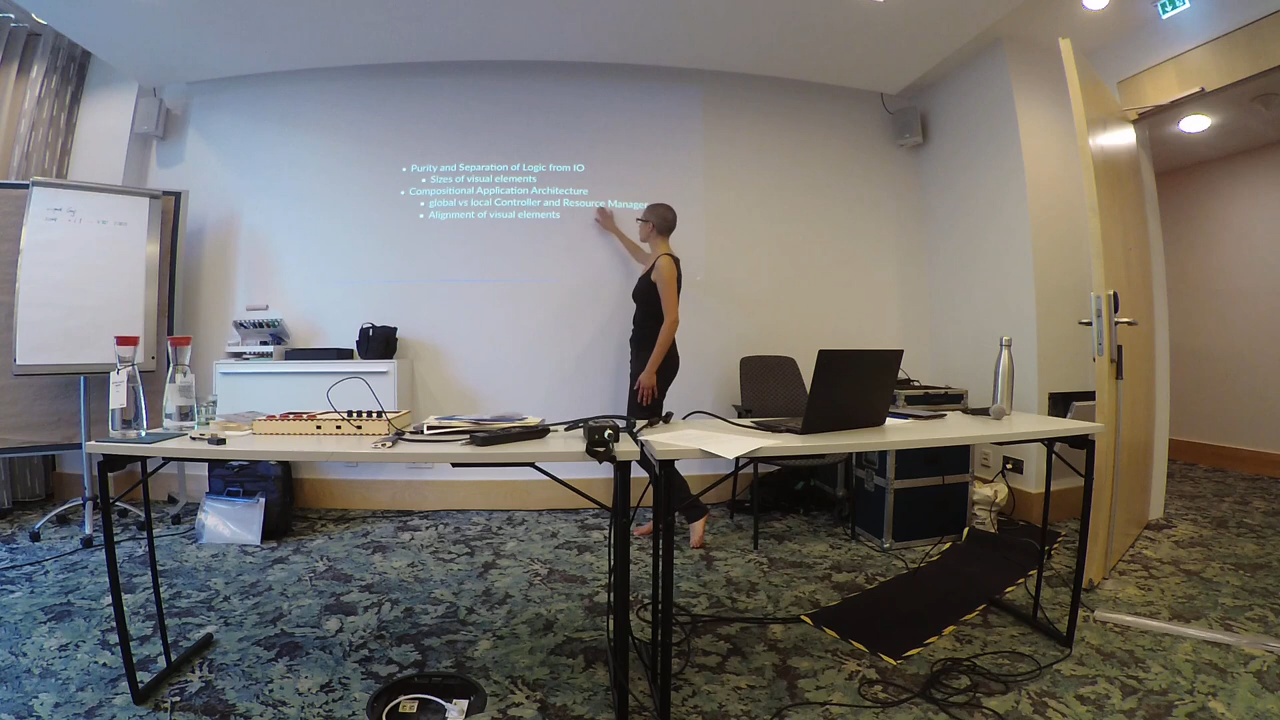 Purity and Separation of Logic from IO
Sizes of visual elements
Compositional Application Architecture
global vs local Controller and Resource Manager
Alignment of visual elements